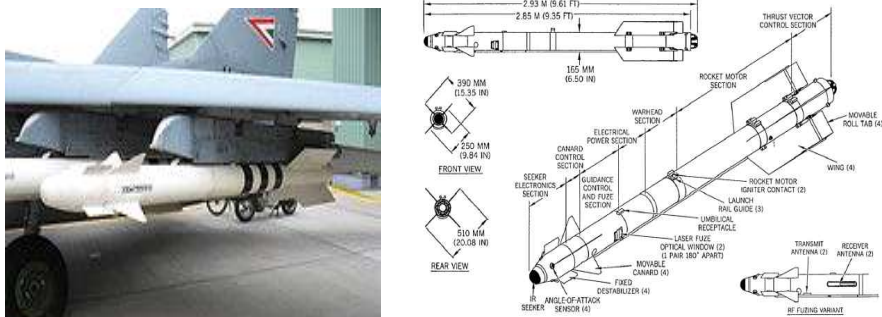 2.93 M (9.61 FT)
2.85 M (9.35 FT)
165 MM
(6.50 IN)
390 MM
(15.35 IN)
250 MM
(9.84 IN)
FRONT VIEW
510 MM
(20.08 IN)
REAR VIEW
THRUST VECTOR
CONTROL SECTION
ROCKET MOTOR
SECTION
WARHEAD
SECTION
ELECTRICAL
POWER SECTION
CANARD
CONTROL
SECTION
GUIDANCE
CONTROL
AND FUZE
SECTION
SEEKER
ELECTRONICS
SECTION
MOVABLE
ROLL TAB (4)
WING (4)
ROCKET MOTOR
IGNITER CONTACT (2)
LAUNCH
RAIL GUIDE (3)
UMBILICAL
RECEPTACLE
LASER FUZE
OPTICAL WINDOW (2)
(1 PAIR 180° APART)
MOVABLE
CANARD (4)
FIXED
DESTABILIZER (4)
ANGLE-OF-ATTACK
SENSOR (4)
IR
SEEKER
TRANSMIT
ANTENNA (2)
RECEIVER
ANTENNA (2)
RF FUZING VARIANT